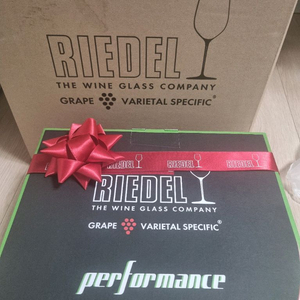 RIEDEL
THE WINE GLASS COMPANY
GRAPE VARIETAL SPECIFIC®
RIEDEL RIEDEL RIEDEL
RIEDEL
THE WINE GLASS COMPANY
GRAPE VARIETAL SPECIFIC®
performance